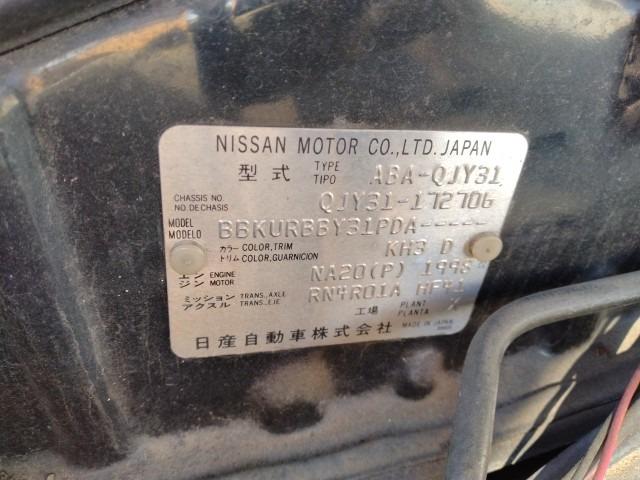 NISSAN MOTOR CO.,LTD. JAPAN
型式 TYPE TIPO ABA-QJY31
CHASSIS NO. NO. DE CHASIS QJY31-172706
MODEL MODELO BBKURBBY31PDA-----
カラー COLOR,TRIM トリム COLOR,GUARNICION KH3 D
エンジン ENGINE MOTOR NA20(P) 1998
ミッション TRANS.,AXLE アクスル TRANS.,EJE RN4R01A HF41
工場 PLANT PLANTA
日産自動車株式会社 MADE IN JAPAN